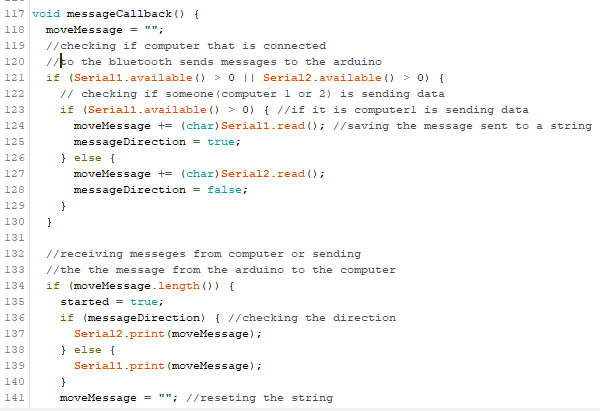 117 void messageCallback() {
118   moveMessage = "";
119   //checking if computer that is connected
120   //to the bluetooth sends messages to the arduino
121   if (Serial1.available() > 0 || Serial2.available() > 0) {
122     // checking if someone(computer 1 or 2) is sending data
123     if (Serial1.available() > 0) { //if it is computer1 is sending data
124       moveMessage += (char)Serial1.read(); //saving the message sent to a string
125       messageDirection = true;
126     } else {
127       moveMessage += (char)Serial2.read();
128       messageDirection = false;
129     }
130   }
131
132   //receiving messeges from computer or sending
133   //the the message from the arduino to the computer
134   if (moveMessage.length()) {
135     started = true;
136     if (messageDirection) { //checking the direction
137       Serial2.print(moveMessage);
138     } else {
139       Serial1.print(moveMessage);
140     }
141     moveMessage = ""; //reseting the string